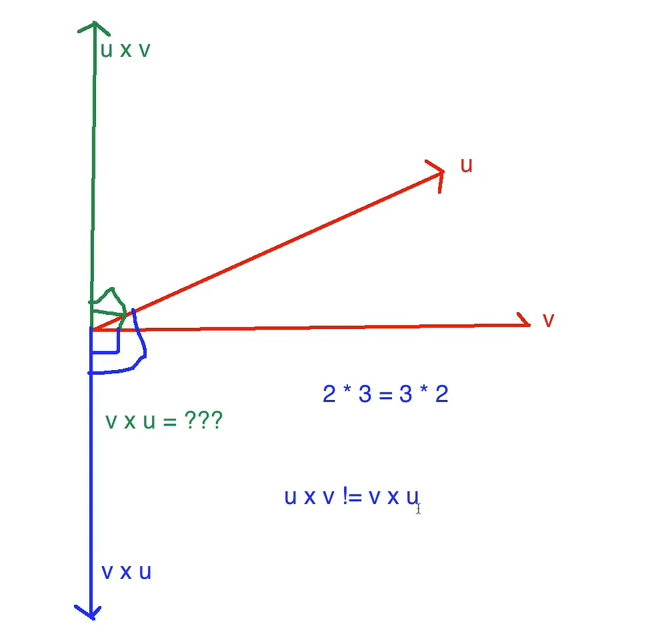 u x v
u
v
2 * 3 = 3 * 2
v x u = ???
u x v != v x u
v x u